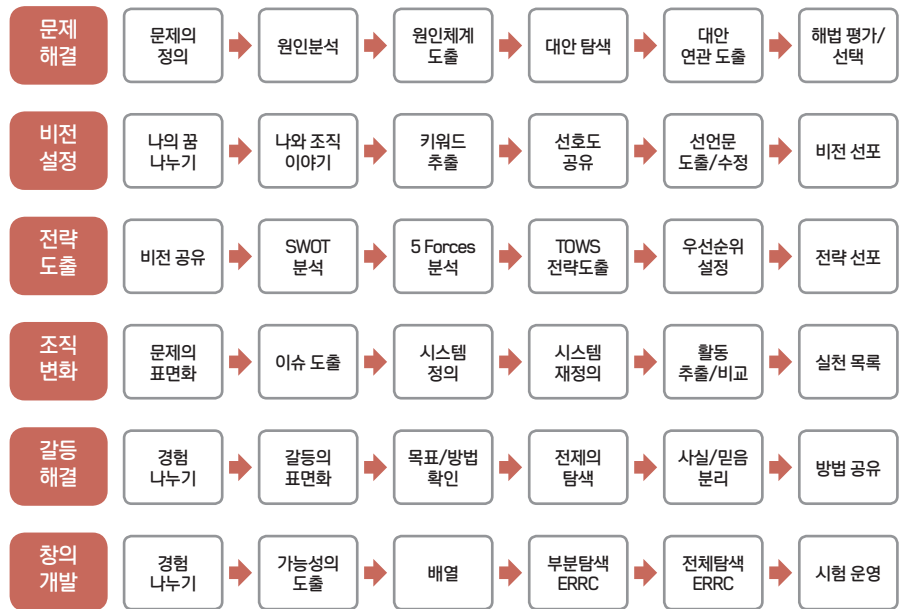 문제
해결
문제의
정의
원인분석
원인체계
도출
대안 탐색
대안
연관 도출
해법 평가/
선택
비전
설정
나의 꿈
나누기
나와 조직
이야기
키워드
추출
선호도
공유
선언문
도출/수정
비전 선포
전략
도출
비전 공유
SWOT
분석
5 Forces
분석
TOWS
전략도출
우선순위
설정
전략 선포
조직
변화
문제의
표면화
이슈 도출
시스템
정의
시스템
재정의
활동
추출/비교
실천 목록
갈등
해결
경험
나누기
갈등의
표면화
목표/방법
확인
전제의
탐색
사실/믿음
분리
방법 공유
창의
개발
경험
나누기
가능성의
도출
배열
부분탐색
ERRC
전체탐색
ERRC
시험 운영